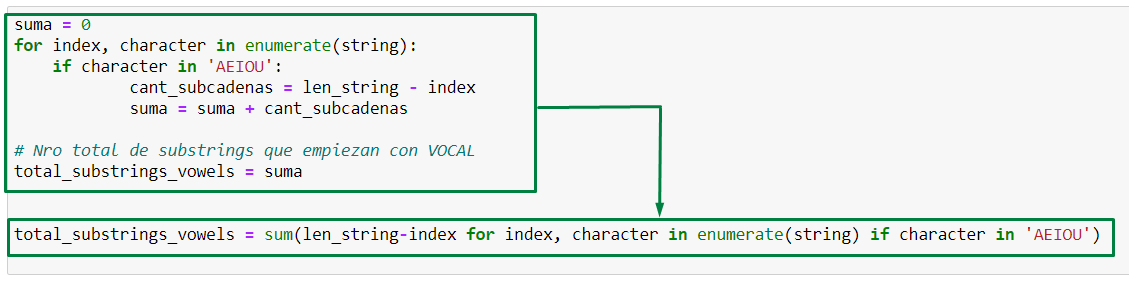 suma = 0
for index, character in enumerate(string):
    if character in 'AEIOU':
            cant_subcadenas = len_string - index
            suma = suma + cant_subcadenas
# Nro total de substrings que empiezan con VOCAL
total_substrings_vowels = suma
total_substrings_vowels = sum(len_string-index for index, character in enumerate(string) if character in 'AEIOU')